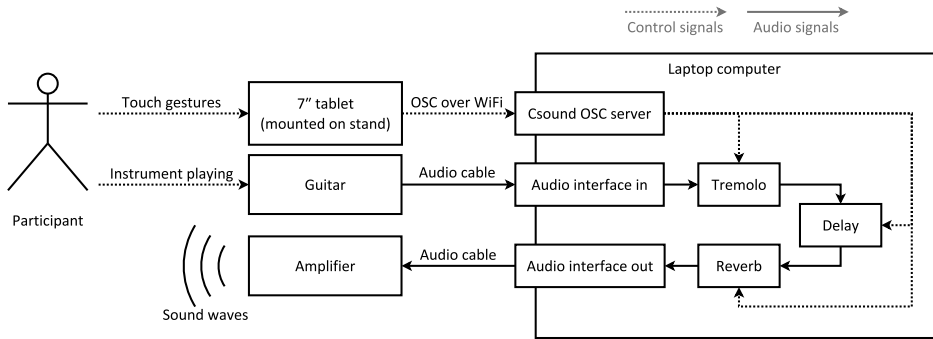 Control signals
Audio signals
Laptop computer
Touch gestures
7” tablet
(mounted on stand)
OSC over WiFi
Csound OSC server
Instrument playing
Guitar
Audio cable
Audio interface in
Tremolo
Participant
Delay
Amplifier
Audio cable
Audio interface out
Reverb
Sound waves